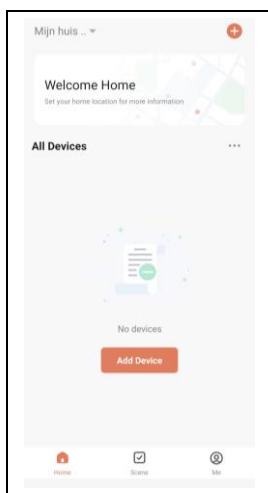 Mijn huis ..
Welcome Home
Set your home location for more information
All Devices
No devices
Add Device
Home Scene Me